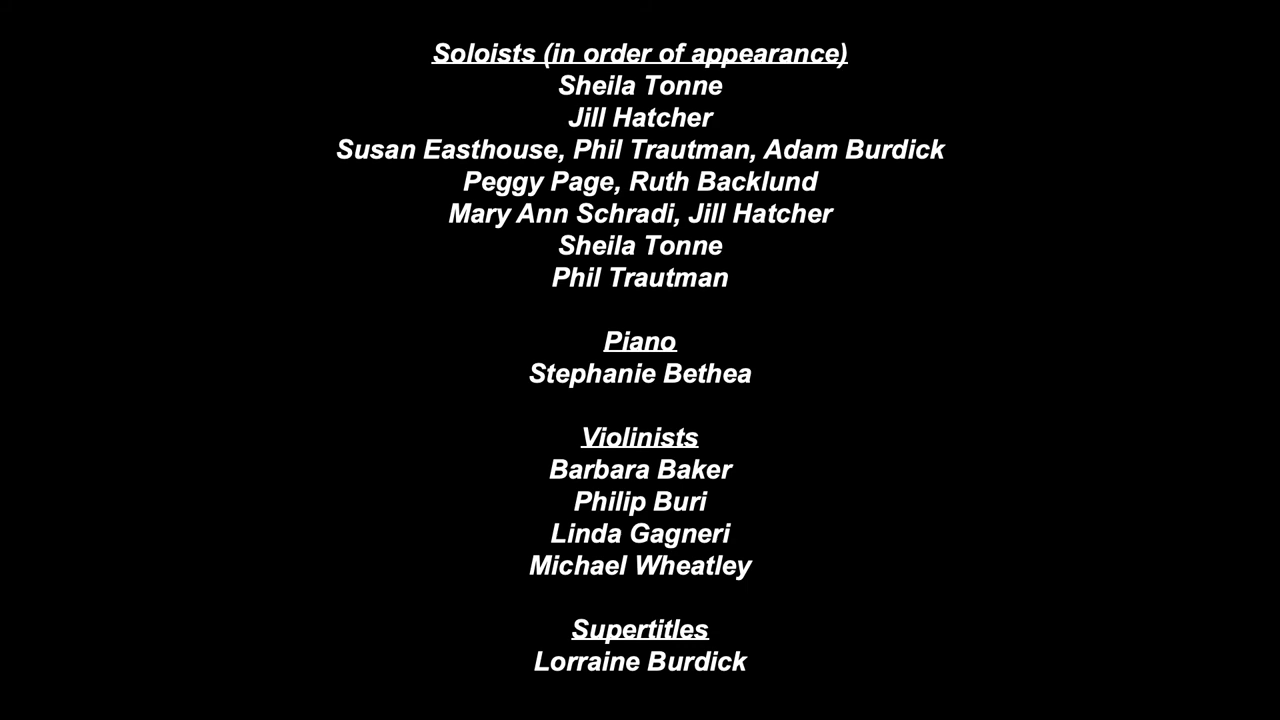 Soloists (in order of appearance)
Sheila Tonne
Jill Hatcher
Susan Easthouse, Phil Trautman, Adam Burdick
Peggy Page, Ruth Backlund
Mary Ann Schradi, Jill Hatcher
Sheila Tonne
Phil Trautman
Piano
Stephanie Bethea
Violinists
Barbara Baker
Philip Buri
Linda Gagneri
Michael Wheatley
Supertitles
Lorraine Burdick